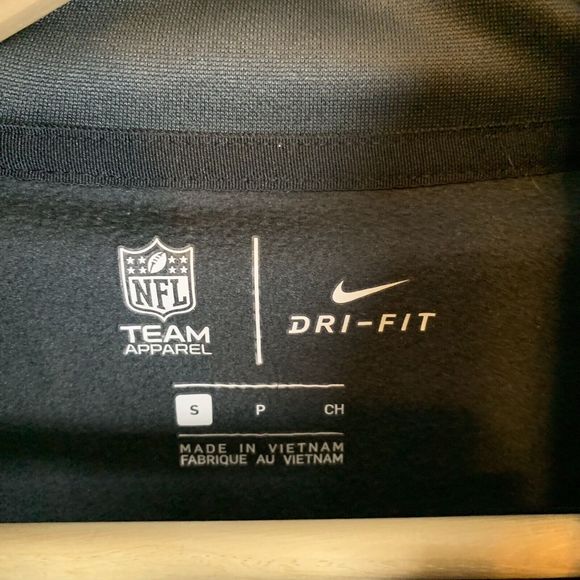 NFL
TEAM
APPAREL
DRI-FIT
S P CH
MADE IN VIETNAM
FABRIQUE AU VIETNAM